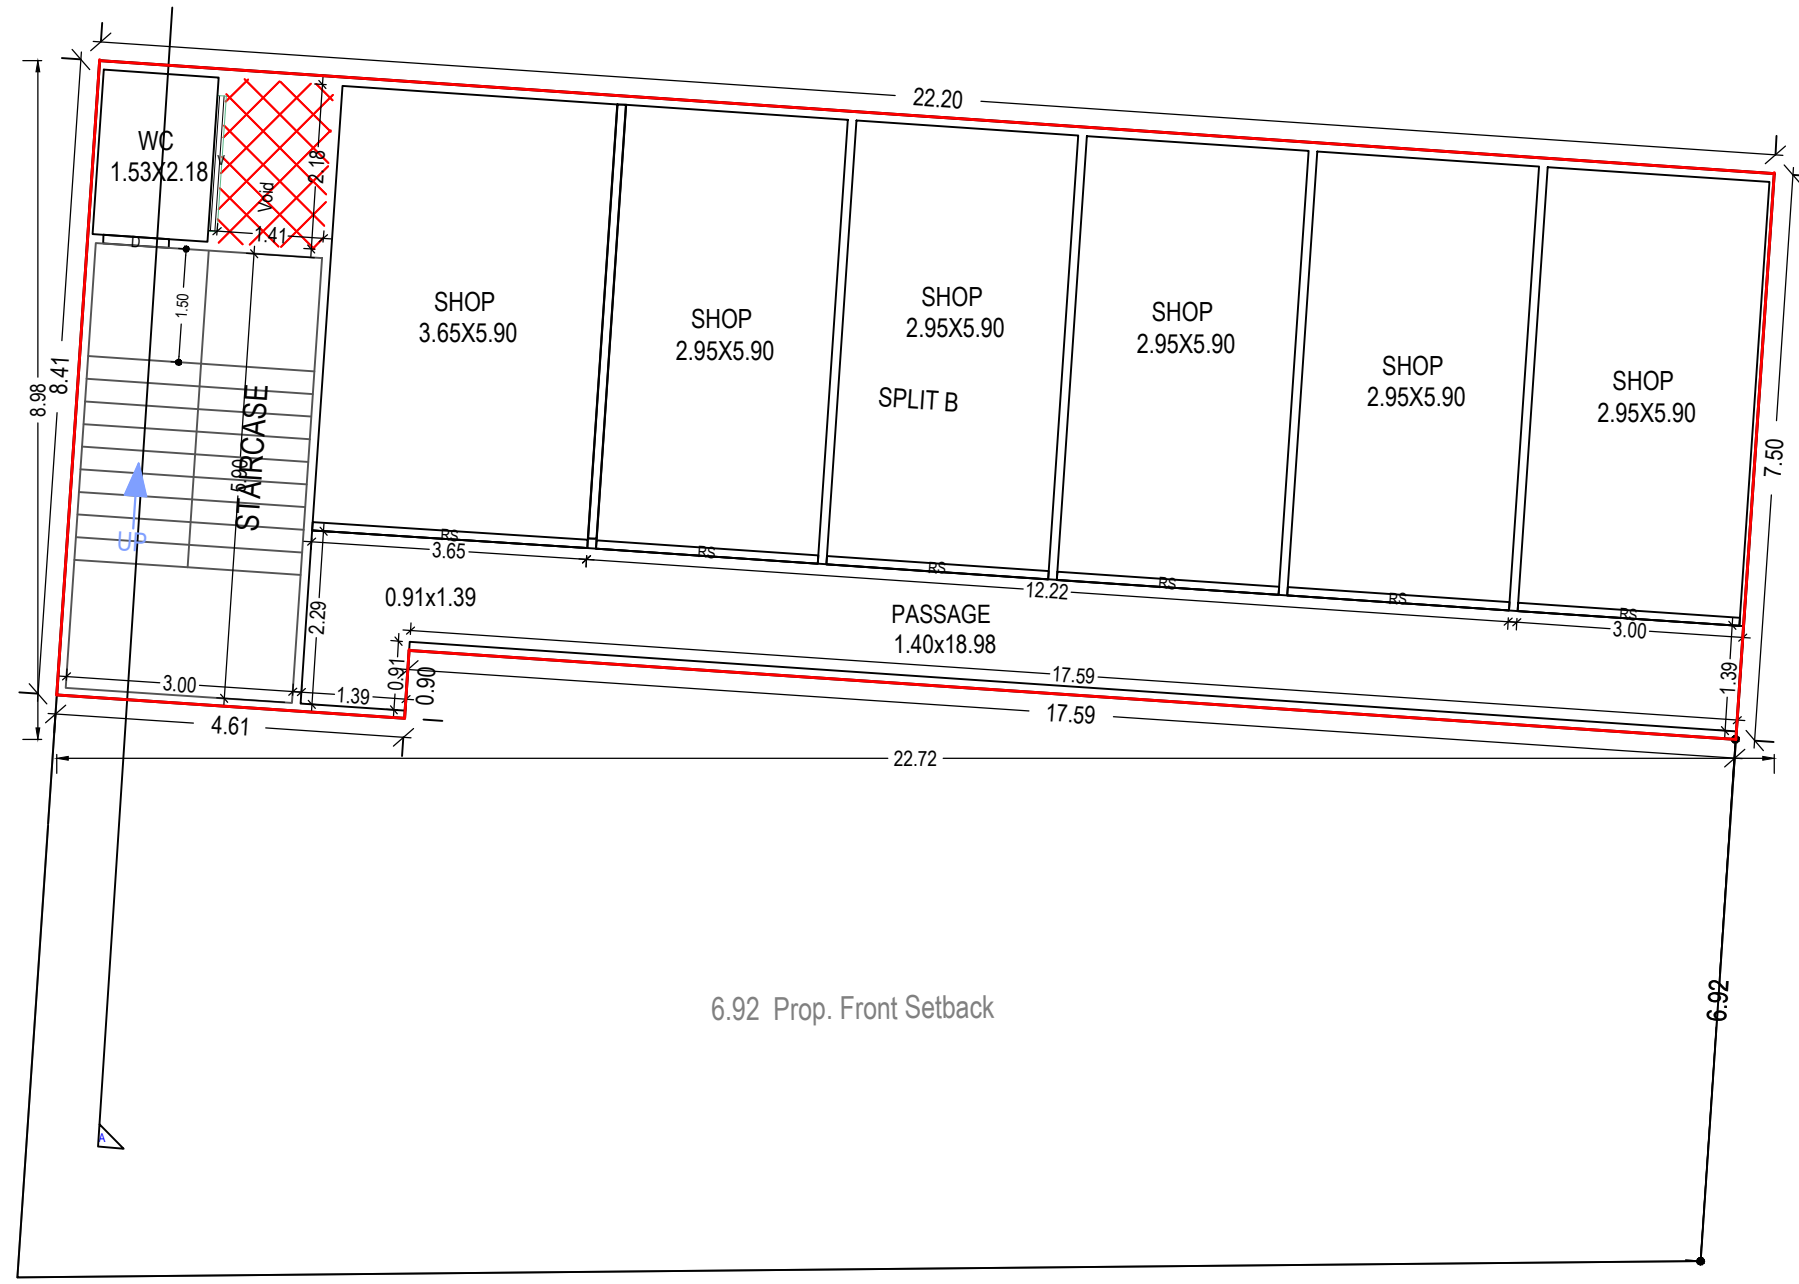 22.20
WC
1.53X2.18
V
Void
2.18
1.41
D
1.50
8.41
8.98
STAIRCASE
5.90
UP
SHOP
3.65X5.90
SHOP
2.95X5.90
SHOP
2.95X5.90
SPLIT B
SHOP
2.95X5.90
SHOP
2.95X5.90
SHOP
2.95X5.90
7.50
RS
RS
RS
RS
RS
RS
3.65
12.22
3.00
0.91x1.39
2.29
PASSAGE
1.40x18.98
0.91
0.90
17.59
1.39
3.00
1.39
4.61
17.59
22.72
6.92 Prop. Front Setback
6.92
A